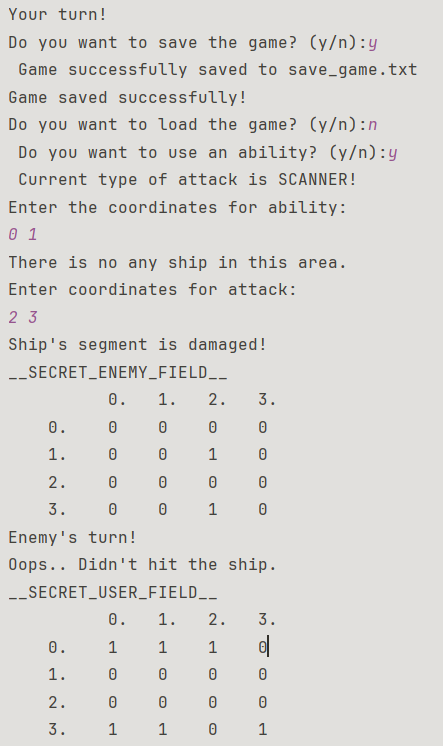 Your turn!
Do you want to save the game? (y/n):y
 Game successfully saved to save_game.txt
Game saved successfully!
Do you want to load the game? (y/n):n
 Do you want to use an ability? (y/n):y
 Current type of attack is SCANNER!
Enter the coordinates for ability:
0 1
There is no any ship in this area.
Enter coordinates for attack:
2 3
Ship's segment is damaged!
__SECRET_ENEMY_FIELD__
          0.   1.   2.   3.
    0.    0    0    0    0
    1.    0    0    1    0
    2.    0    0    0    0
    3.    0    0    1    0
Enemy's turn!
Oops.. Didn't hit the ship.
__SECRET_USER_FIELD__
          0.   1.   2.   3.
    0.    1    1    1    0
    1.    0    0    0    0
    2.    0    0    0    0
    3.    1    1    0    1